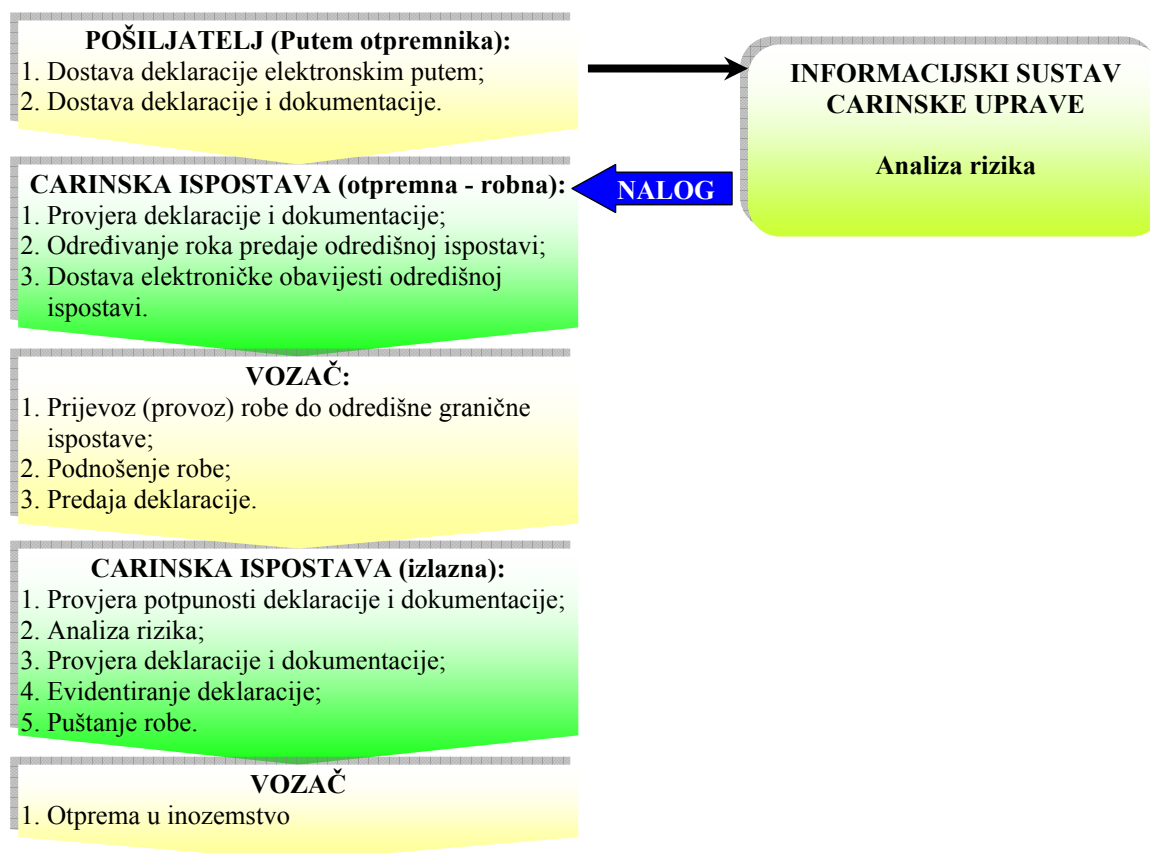 POŠILJATELJ (Putem otpremnika):
1. Dostava deklaracije elektronskim putem;
2. Dostava deklaracije i dokumentacije.
INFORMACIJSKI SUSTAV
CARINSKE UPRAVE
Analiza rizika
NALOG
CARINSKA ISPOSTAVA (otpremna - robna):
1. Provjera deklaracije i dokumentacije;
2. Određivanje roka predaje odredišnoj ispostavi;
3. Dostava elektroničke obavijesti odredišnoj
ispostavi.
VOZAČ:
1. Prijevoz (provoz) robe do odredišne granične
ispostave;
2. Podnošenje robe;
3. Predaja deklaracije.
CARINSKA ISPOSTAVA (izlazna):
1. Provjera potpunosti deklaracije i dokumentacije;
2. Analiza rizika;
3. Provjera deklaracije i dokumentacije;
4. Evidentiranje deklaracije;
5. Puštanje robe.
VOZAČ
1. Otprema u inozemstvo